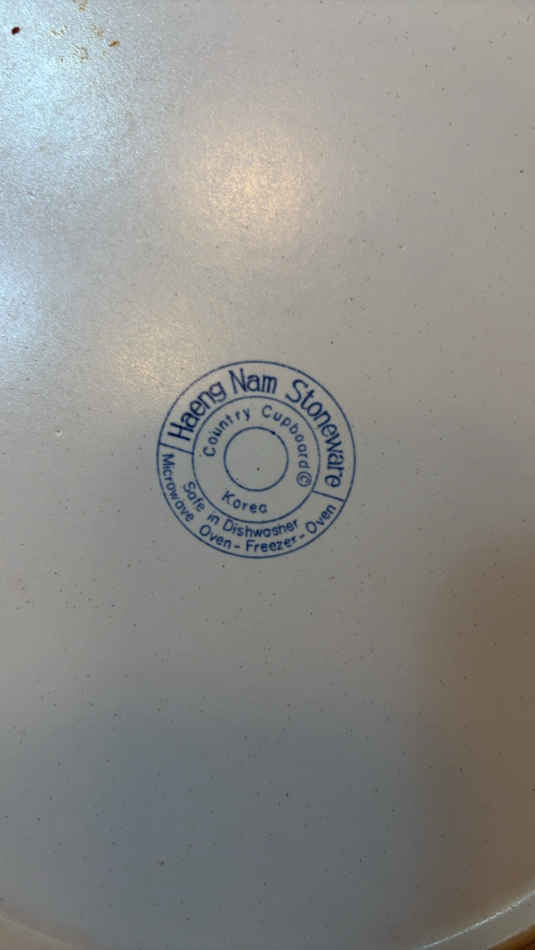 Haeng Nam Stoneware
Country Cupboard ©
Korea
Safe in Dishwasher
Microwave Oven - Freezer - Oven